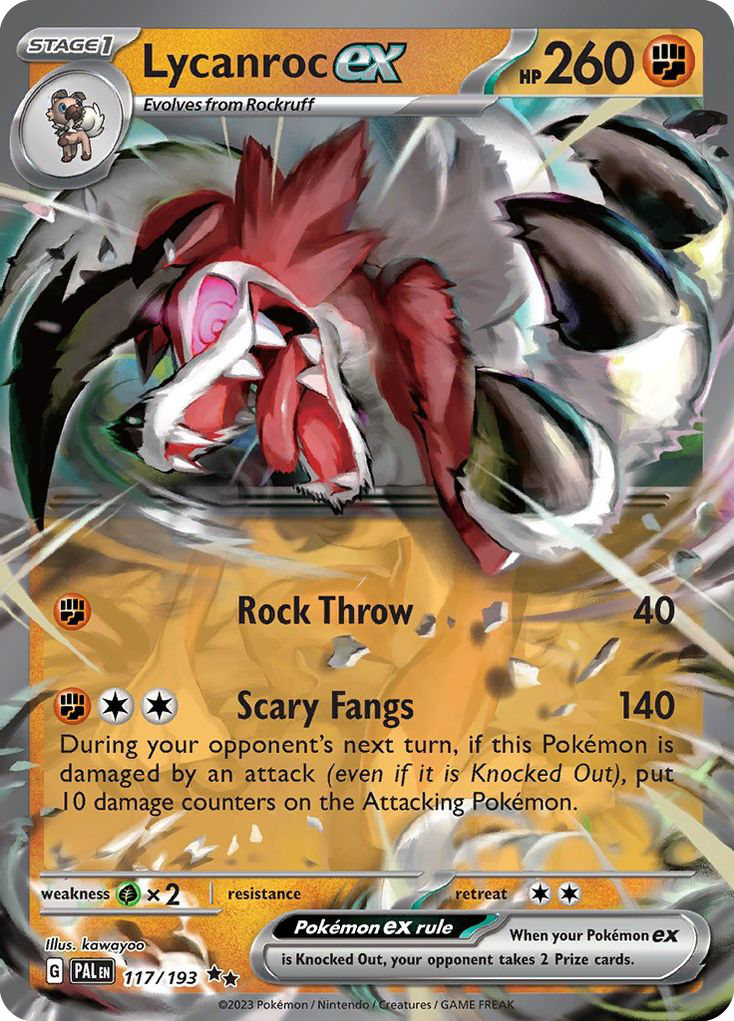 STAGE1
Lycanroc ex
HP 260
Evolves from Rockruff
Rock Throw 40
Scary Fangs 140
During your opponent's next turn, if this Pokémon is
damaged by an attack (even if it is Knocked Out), put
10 damage counters on the Attacking Pokémon.
weakness ×2 resistance retreat
Pokémon ex rule
When your Pokémon ex
is Knocked Out, your opponent takes 2 Prize cards.
Illus. kawayoo
G PAL EN 117/193
©2023 Pokémon / Nintendo / Creatures / GAME FREAK